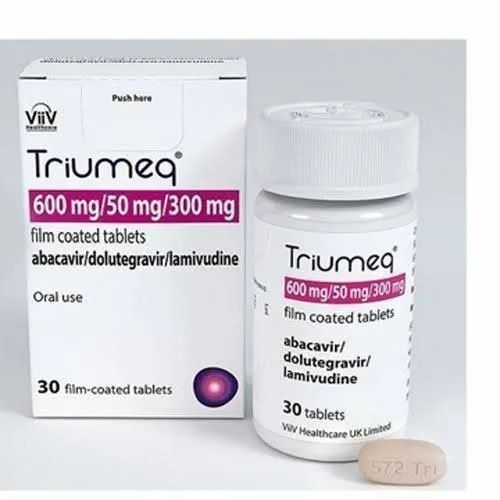 Push here
ViiV
Healthcare
Triumeq®
600 mg/50 mg/300 mg
film coated tablets
abacavir/dolutegravir/lamivudine
Oral use
30 film-coated tablets
Triumeq®
600 mg/50 mg/300 mg
film coated tablets
abacavir/
dolutegravir/
lamivudine
30 tablets
ViiV Healthcare UK Limited
572 Tri